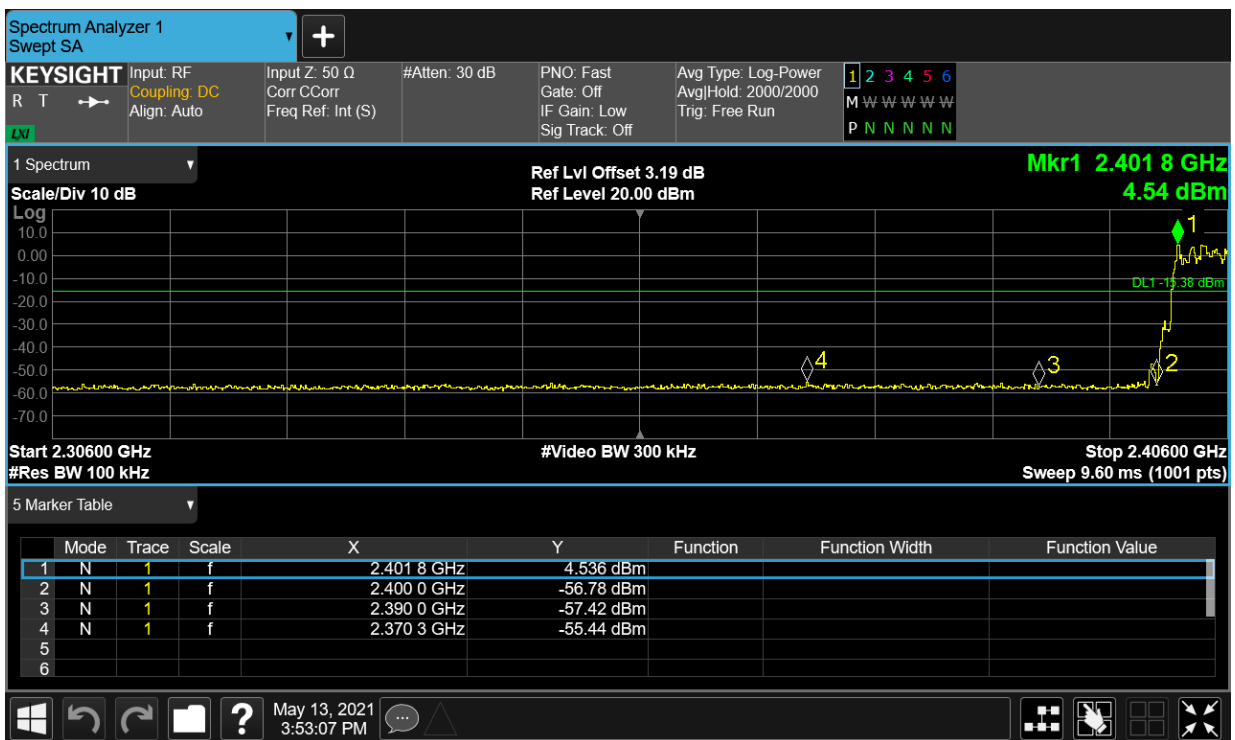 Spectrum Analyzer 1
Swept SA
KEYSIGHT Input: RF Input Z: 50 Ω #Atten: 30 dB PNO: Fast Avg Type: Log-Power 1 2 3 4 5 6
R T Coupling: DC Corr CCorr Gate: Off Avg|Hold: 2000/2000 M W W W W W
Align: Auto Freq Ref: Int (S) IF Gain: Low Trig: Free Run
LXI Sig Track: Off P N N N N N
1 Spectrum Ref Lvl Offset 3.19 dB Mkr1 2.401 8 GHz
Scale/Div 10 dB Ref Level 20.00 dBm 4.54 dBm
Log
10.0 1
0.00
-10.0
DL1 -15.38 dBm
-20.0
-30.0
-40.0
4 3 2
-50.0
-60.0
-70.0
Start 2.30600 GHz #Video BW 300 kHz Stop 2.40600 GHz
#Res BW 100 kHz Sweep 9.60 ms (1001 pts)
5 Marker Table
Mode Trace Scale X Y Function Function Width Function Value
1 N 1 f 2.401 8 GHz 4.536 dBm
2 N 1 f 2.400 0 GHz -56.78 dBm
3 N 1 f 2.390 0 GHz -57.42 dBm
4 N 1 f 2.370 3 GHz -55.44 dBm
5
6
? May 13, 2021
3:53:07 PM